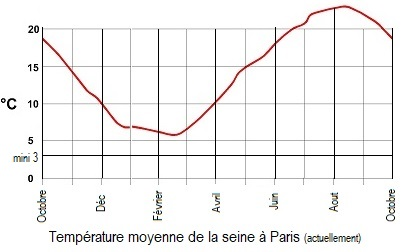 20
15
°C
10
5
mini 3
0
Octobre Déc Février Avril Juin Aout Octobre
Température moyenne de la seine à Paris (actuellement)